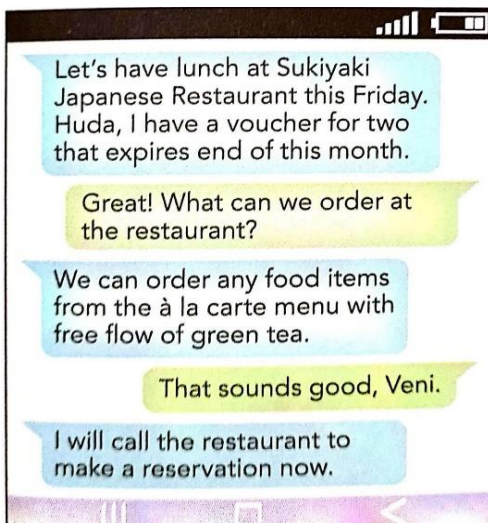 Let's have lunch at Sukiyaki
Japanese Restaurant this Friday.
Huda, I have a voucher for two
that expires end of this month.
Great! What can we order at
the restaurant?
We can order any food items
from the à la carte menu with
free flow of green tea.
That sounds good, Veni.
I will call the restaurant to
make a reservation now.